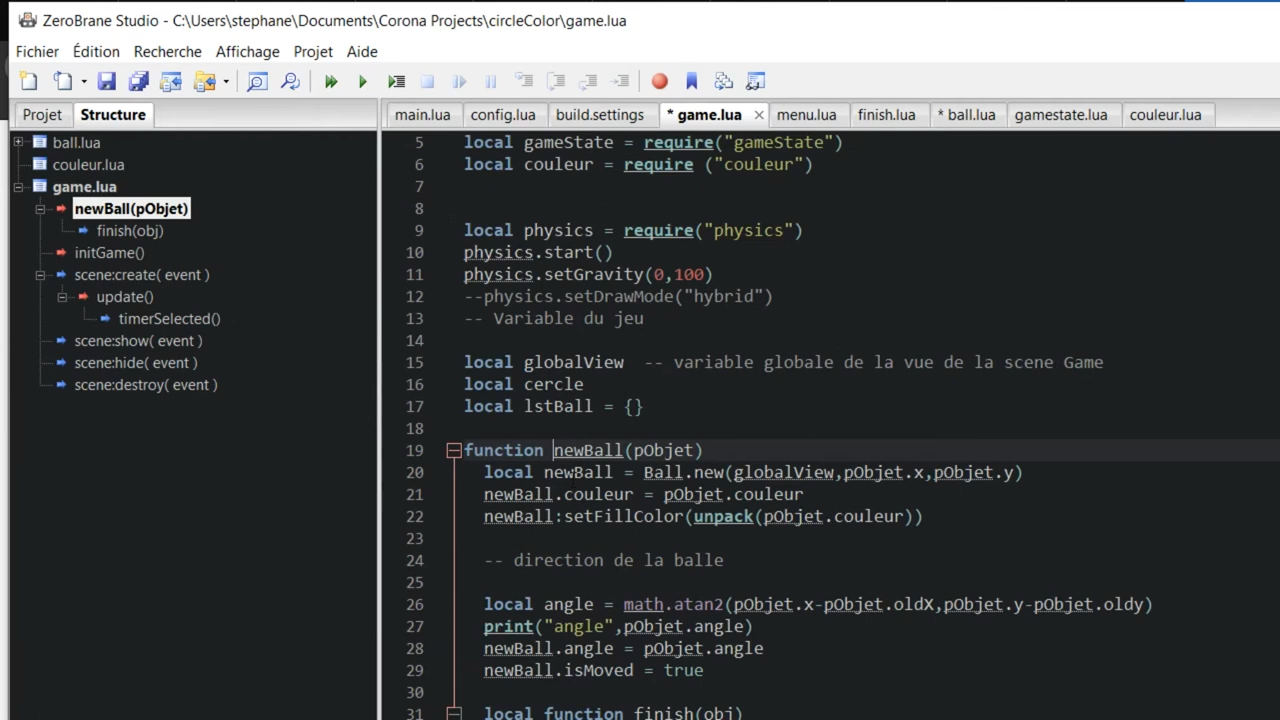 ZeroBrane Studio - C:\Users\stephane\Documents\Corona Projects\circleColor\game.lua
Fichier Édition Recherche Affichage Projet Aide
Projet Structure
main.lua config.lua build.settings * game.lua menu.lua finish.lua * ball.lua gamestate.lua couleur.lua
ball.lua
couleur.lua
game.lua
newBall(pObjet)
finish(obj)
initGame()
scene:create( event )
update()
timerSelected()
scene:show( event )
scene:hide( event )
scene:destroy( event )
5 local gameState = require("gameState")
6 local couleur = require ("couleur")
7
8
9 local physics = require("physics")
10 physics.start()
11 physics.setGravity(0,100)
12 --physics.setDrawMode("hybrid")
13 -- Variable du jeu
14
15 local globalView -- variable globale de la vue de la scene Game
16 local cercle
17 local lstBall = {}
18
19 function newBall(pObjet)
20 local newBall = Ball.new(globalView,pObjet.x,pObjet.y)
21 newBall.couleur = pObjet.couleur
22 newBall:setFillColor(unpack(pObjet.couleur))
23
24 -- direction de la balle
25
26 local angle = math.atan2(pObjet.x-pObjet.oldX,pObjet.y-pObjet.oldy)
27 print("angle",pObjet.angle)
28 newBall.angle = pObjet.angle
29 newBall.isMoved = true
30
31 local function finish(obj)